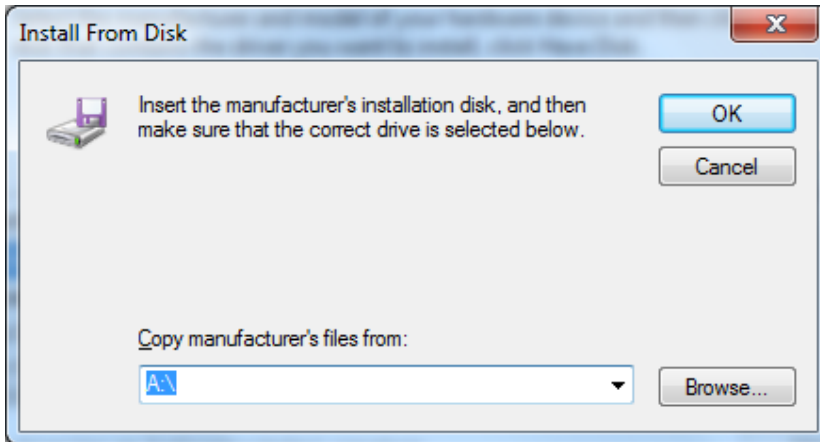 Install From Disk
Insert the manufacturer's installation disk, and then
make sure that the correct drive is selected below.
OK
Cancel
Copy manufacturer's files from:
A:\
Browse...